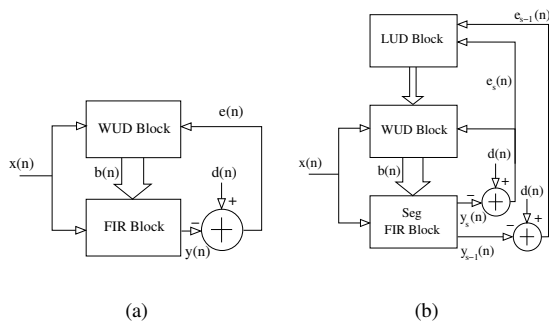 e(n)
WUD Block
x(n)
b(n)
d(n)
+
FIR Block
−
y(n)
(a)
e_{s−1}(n)
LUD Block
e_s(n)
WUD Block
x(n)
b(n)
d(n)
+
−
d(n)
Seg
FIR Block
y_s(n)
+
−
y_{s−1}(n)
(b)